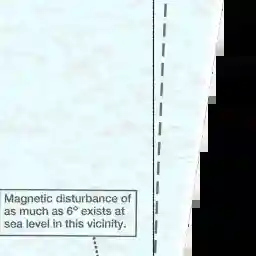 Magnetic disturbance of
as much as 6° exists at
sea level in this vicinity.